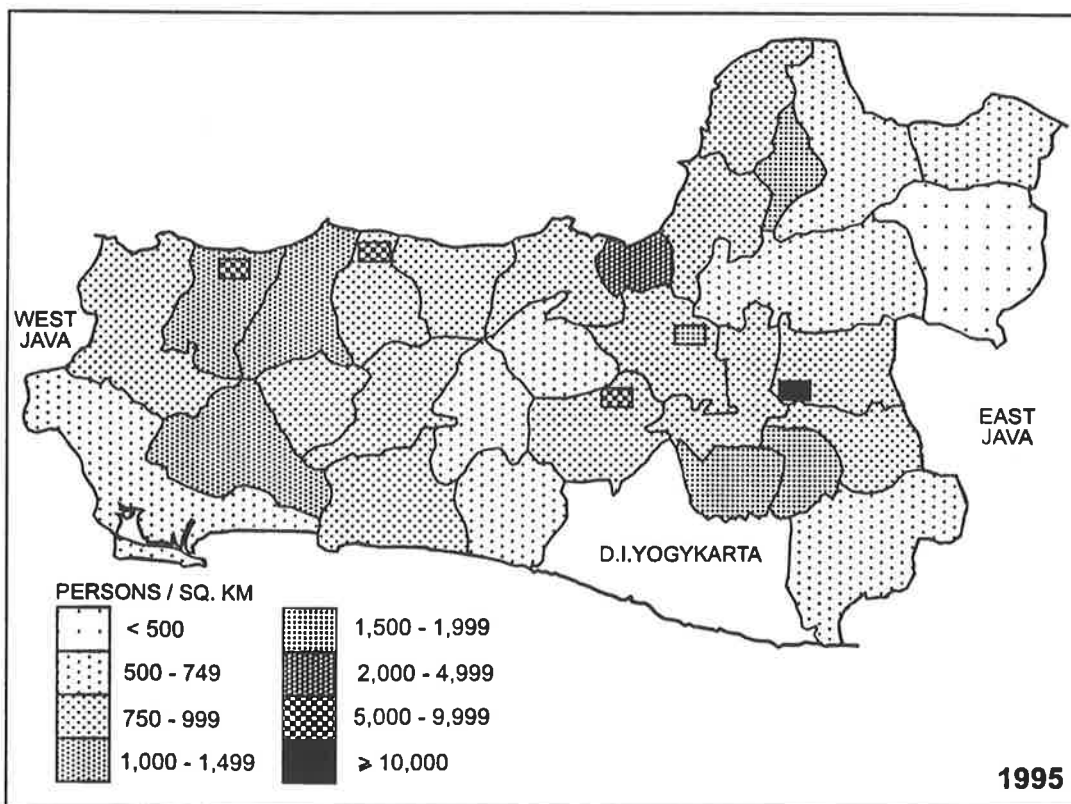 WEST
JAVA
EAST
JAVA
D.I.YOGYKARTA
PERSONS / SQ. KM
< 500
500 - 749
750 - 999
1,000 - 1,499
1,500 - 1,999
2,000 - 4,999
5,000 - 9,999
⩾ 10,000
1995